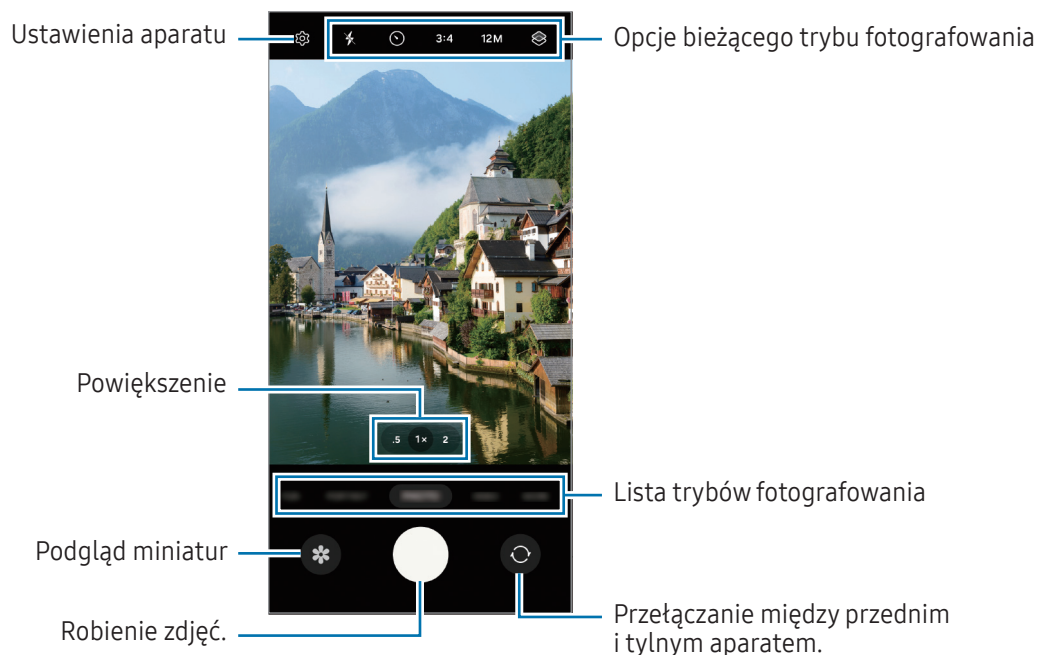 Ustawienia aparatu
3:4
12M
Opcje bieżącego trybu fotografowania
Powiększenie
.5 1× 2
Lista trybów fotografowania
Podgląd miniatur
Robienie zdjęć.
Przełączanie między przednim
i tylnym aparatem.